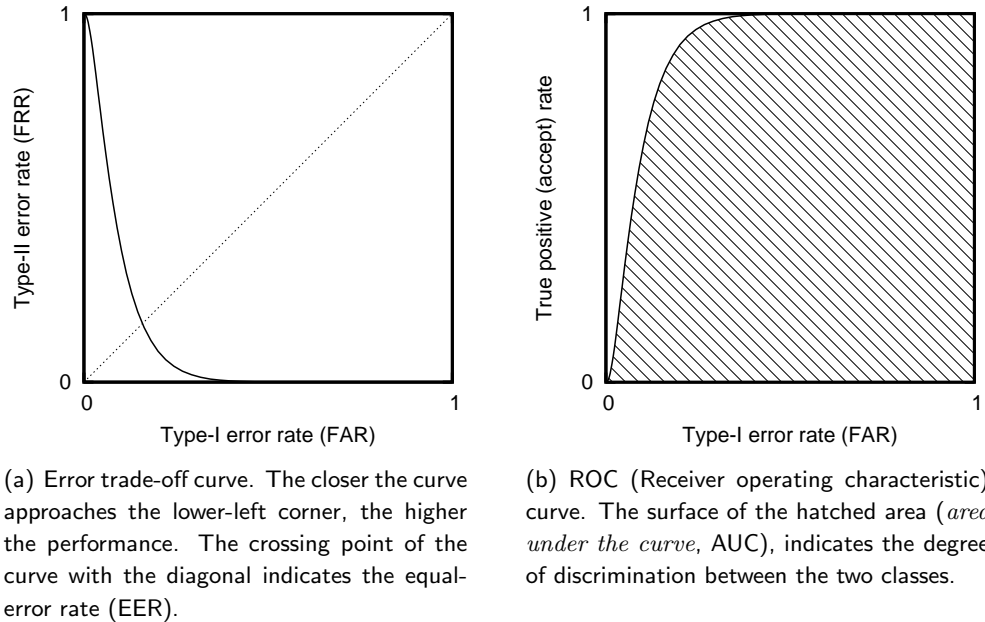 1
Type-II error rate (FRR)
0
0
1
Type-I error rate (FAR)
(a) Error trade-off curve. The closer the curve
approaches the lower-left corner, the higher
the performance. The crossing point of the
curve with the diagonal indicates the equal-
error rate (EER).
1
True positive (accept) rate
0
0
1
Type-I error rate (FAR)
(b) ROC (Receiver operating characteristic)
curve. The surface of the hatched area (area
under the curve, AUC), indicates the degree
of discrimination between the two classes.